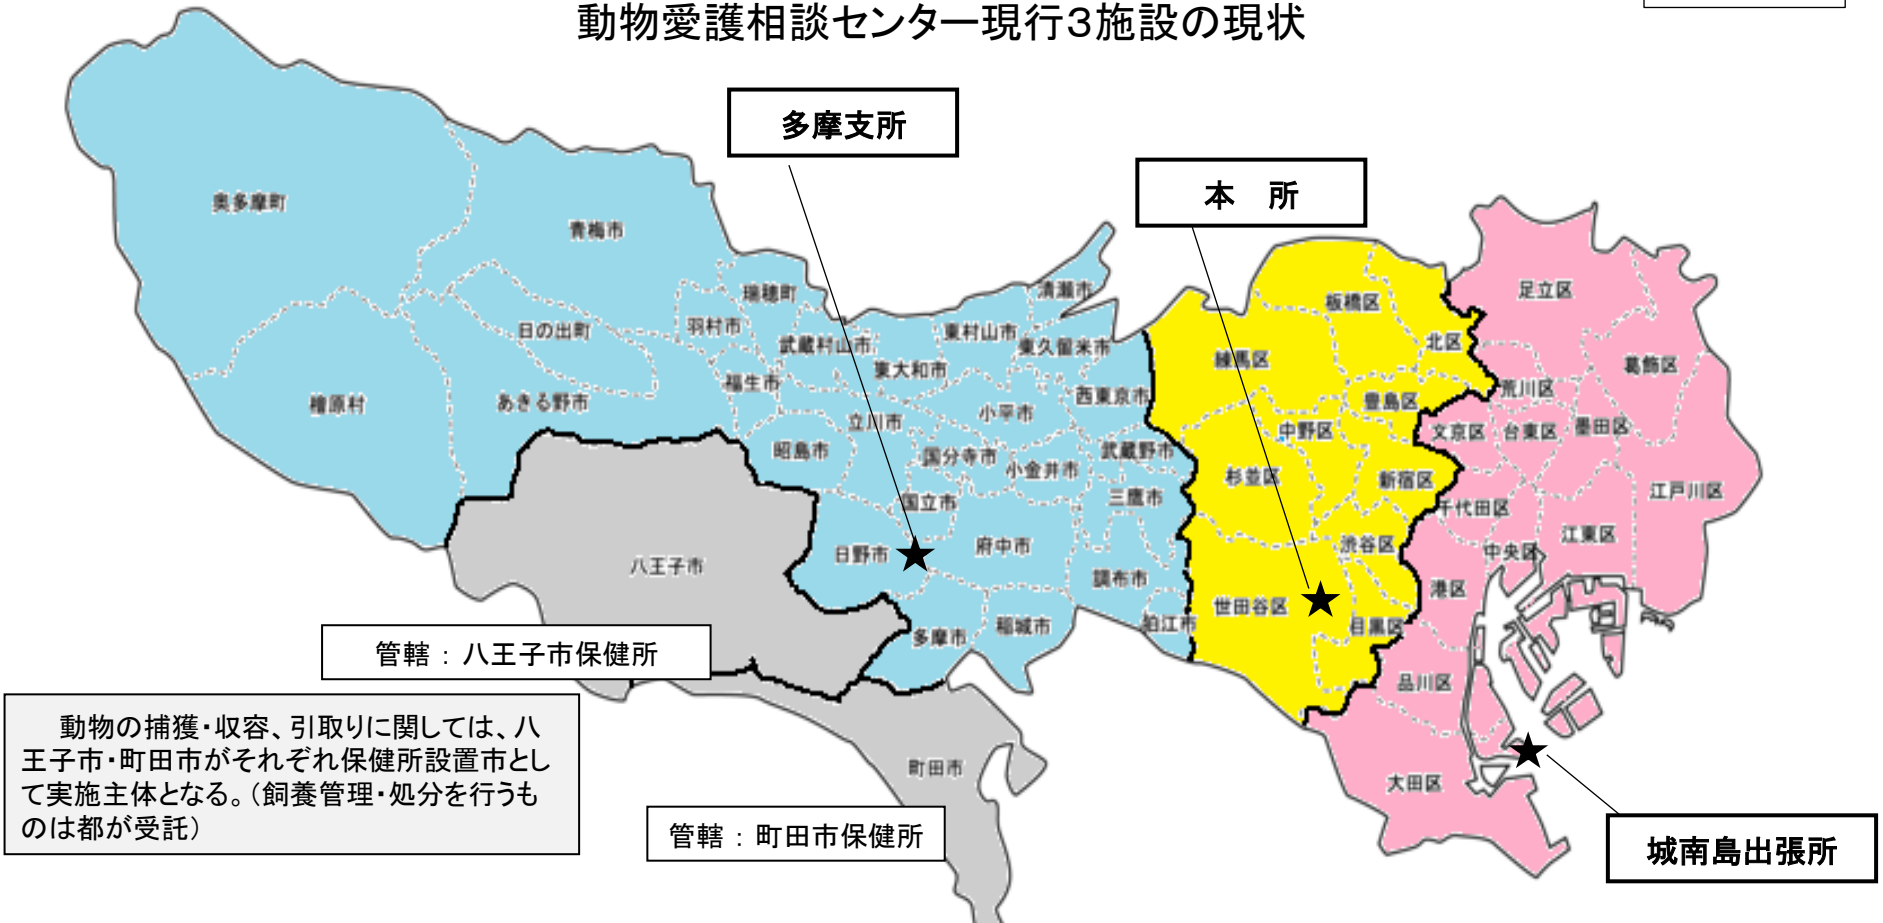 動物愛護相談センター現行3施設の現状
多摩支所
本　所
奥多摩町
青梅市
瑞穂町
清瀬市
板橋区
足立区
日の出町
羽村市
武蔵村山市
東村山市
東久留米市
北区
練馬区
葛飾区
東大和市
福生市
西東京市
荒川区
檜原村
あきる野市
豊島区
小平市
立川市
中野区
文京区
台東区
墨田区
昭島市
国分寺市
小金井市
武蔵野市
杉並区
新宿区
三鷹市
江戸川区
国立市
千代田区
江東区
日野市
府中市
渋谷区
中央区
八王子市
調布市
港区
世田谷区
多摩市
稲城市
狛江市
目黒区
管轄：八王子市保健所
品川区
動物の捕獲・収容、引取りに関しては、八
王子市・町田市がそれぞれ保健所設置市とし
て実施主体となる。（飼養管理・処分を行うも
のは都が受託）
町田市
大田区
管轄：町田市保健所
城南島出張所